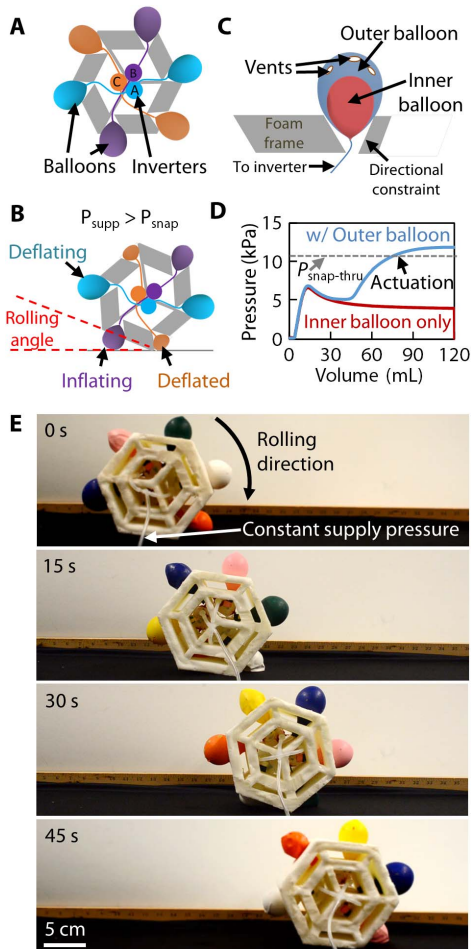 A
B
C
A
Balloons
Inverters
B
P_supp > P_snap
Deflating
Rolling
angle
Inflating
Deflated
C
Outer balloon
Vents
Inner
balloon
Foam
frame
To inverter
Directional
constraint
D
Pressure (kPa)
15
10
5
0
w/ Outer balloon
P_snap-thru
Actuation
Inner balloon only
0 30 60 90 120
Volume (mL)
E
0 s
Rolling
direction
Constant supply pressure
15 s
30 s
45 s
5 cm